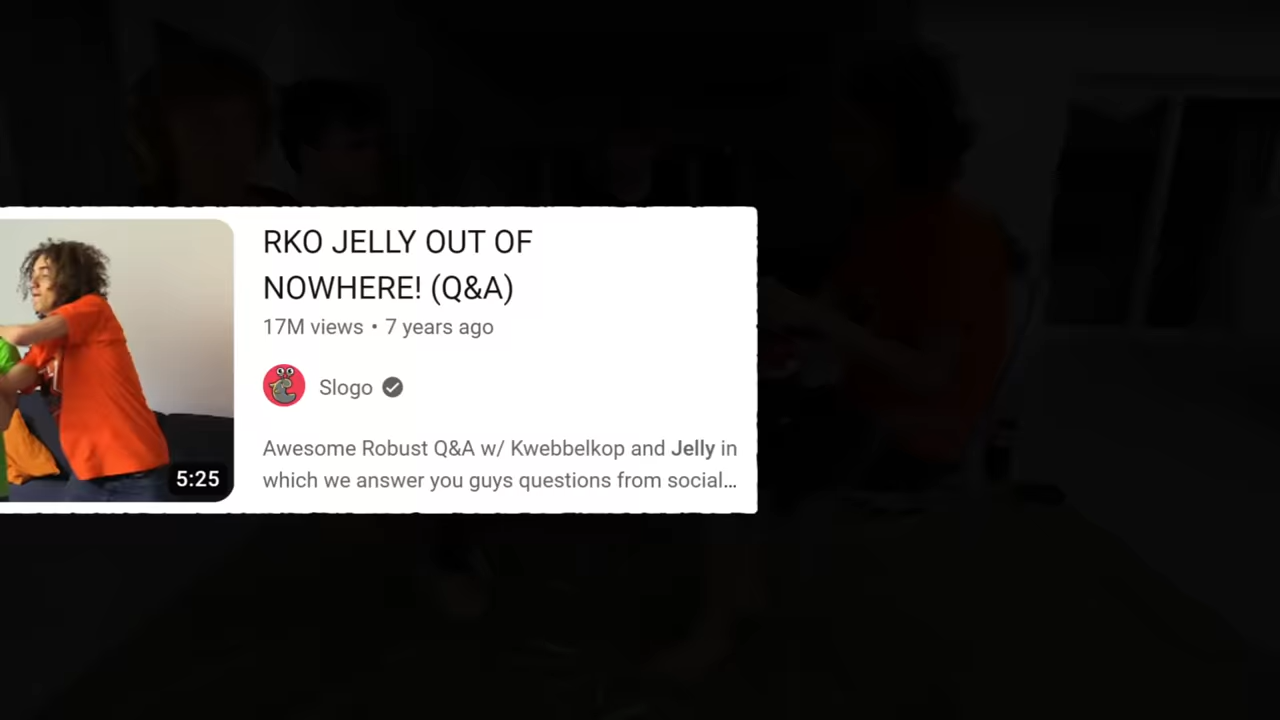 RKO JELLY OUT OF
NOWHERE! (Q&A)
17M views • 7 years ago
Slogo
Awesome Robust Q&A w/ Kwebbelkop and Jelly in
which we answer you guys questions from social...
5:25